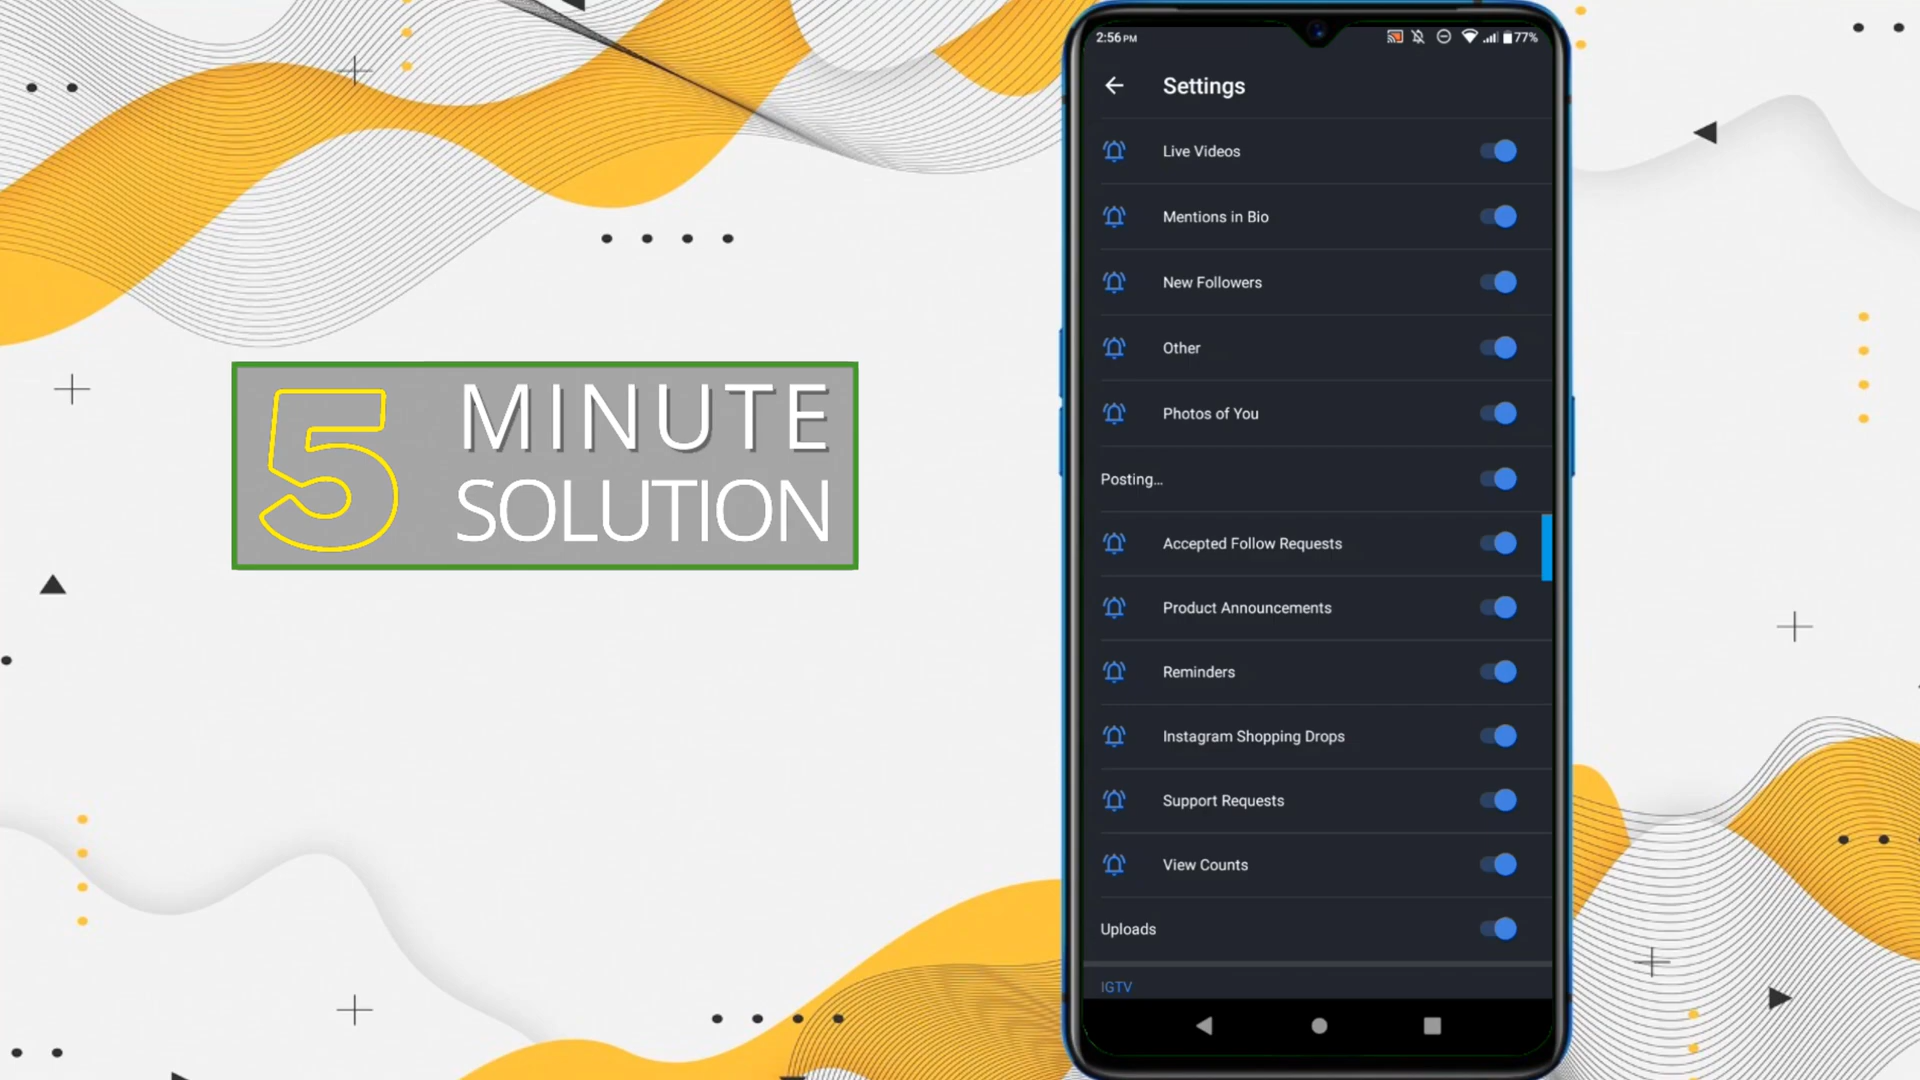 5 MINUTE
SOLUTION
2:56 PM
77%
Settings
Live Videos
Mentions in Bio
New Followers
Other
Photos of You
Posting...
Accepted Follow Requests
Product Announcements
Reminders
Instagram Shopping Drops
Support Requests
View Counts
Uploads
IGTV